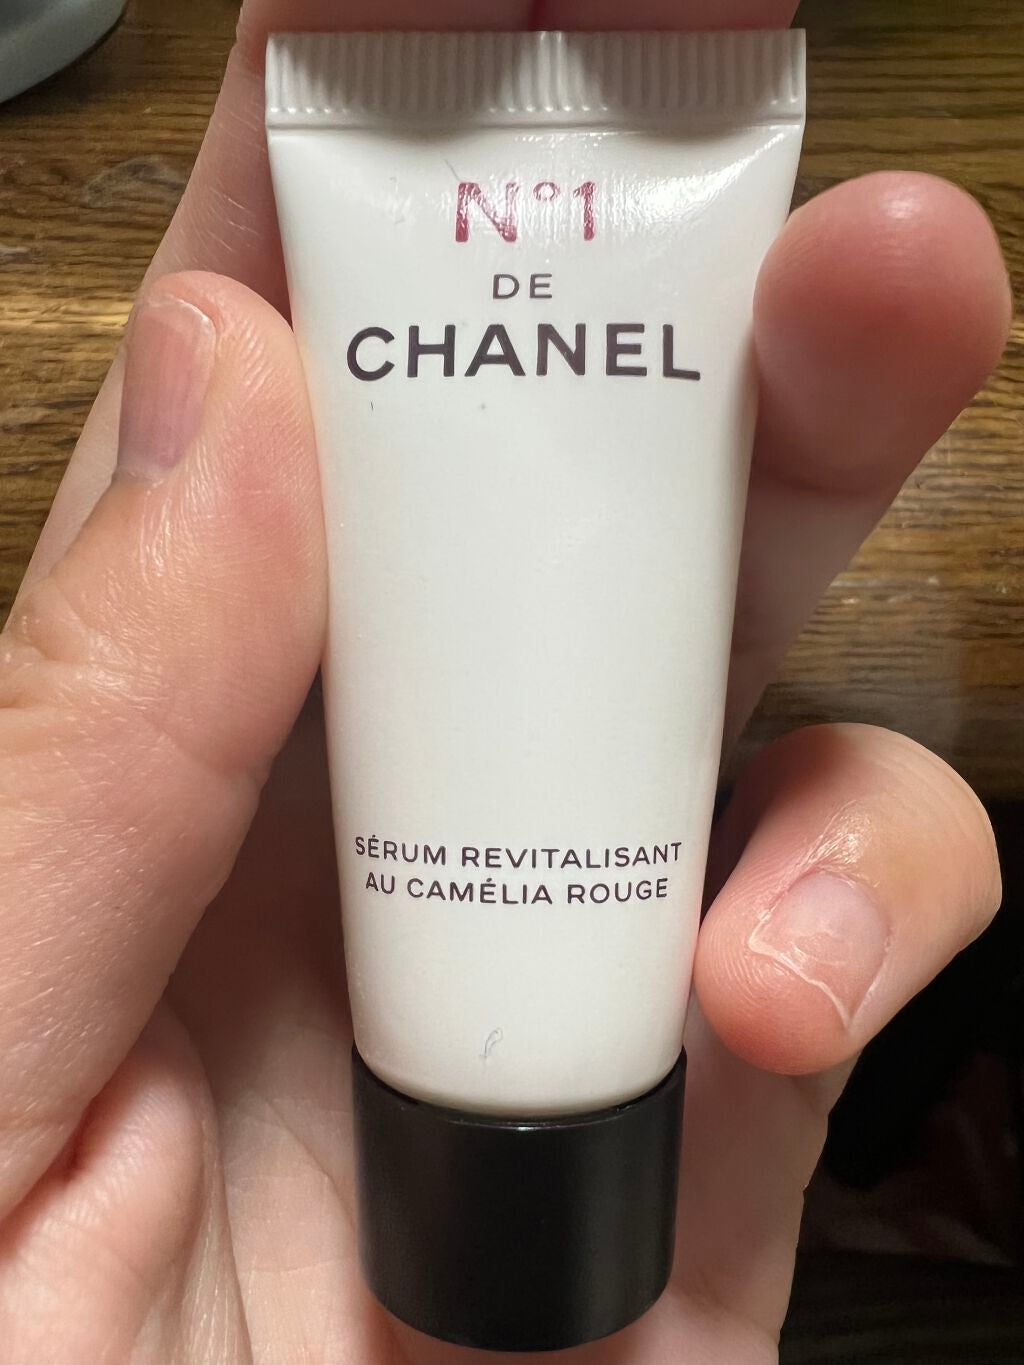 N°1
DE
CHANEL
SÉRUM REVITALISANT
AU CAMÉLIA ROUGE